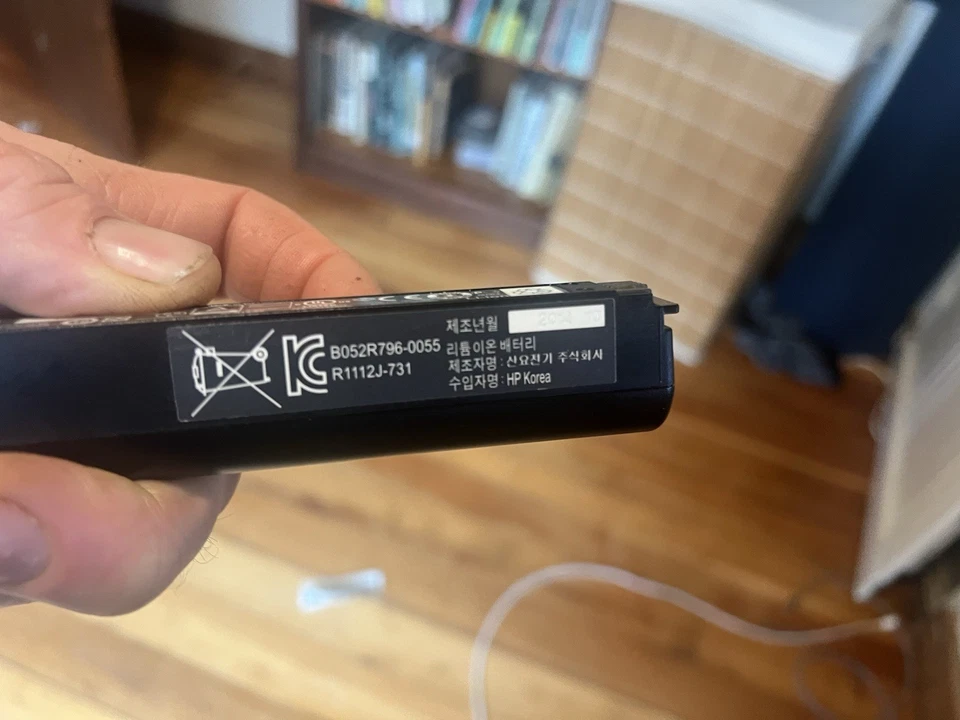 B052R796-0055
R1112J-731
제조년월
리튬이온 배터리
제조자명 : 신요전기 주식회사
수입자명 : HP Korea